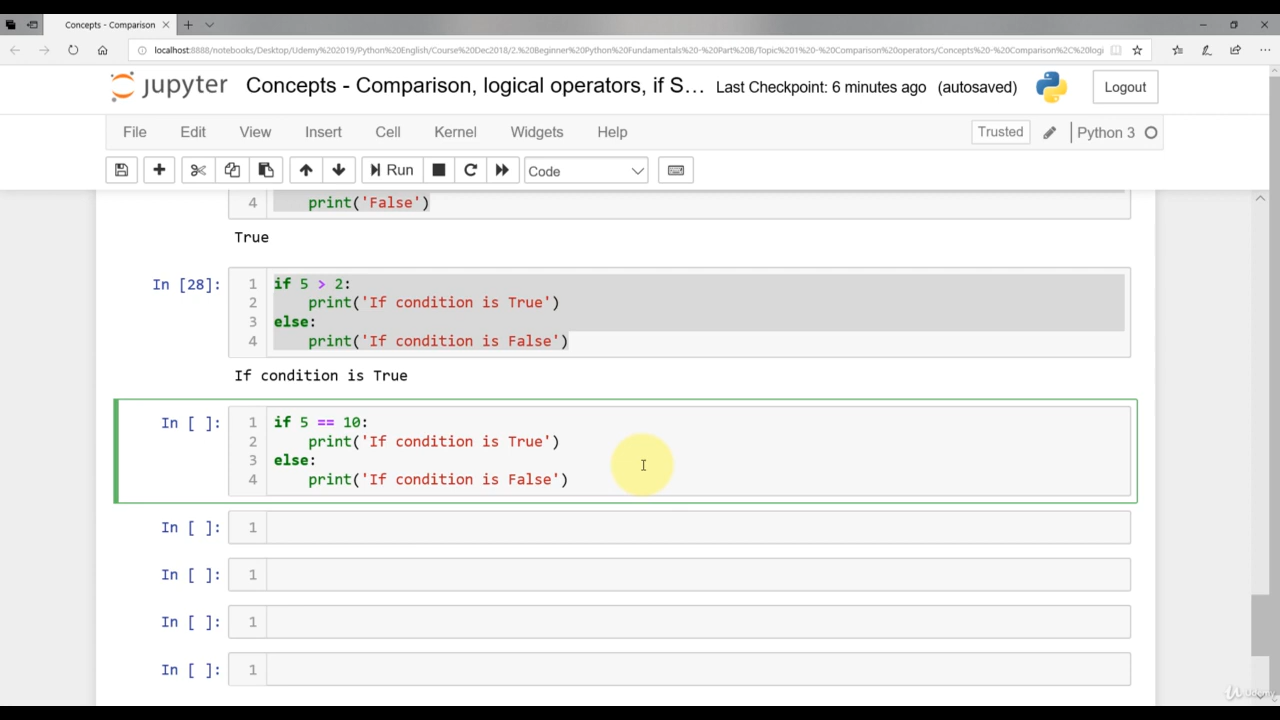 Concepts - Comparison
localhost:8888/notebooks/Desktop/Udemy%202019/Python%20English/Course%20Dec2018/2.%20Beginner%20Python%20Fundamentals%20-%20Part%20B/Topic%201%20-%20Comparison%20operators/Concepts%20-%20Comparison%2C%20logi
jupyter Concepts - Comparison, logical operators, if S... Last Checkpoint: 6 minutes ago (autosaved) Logout
File Edit View Insert Cell Kernel Widgets Help Trusted Python 3
Run Code
4 print('False')
True
In [28]: 1 if 5 > 2:
2 print('If condition is True')
3 else:
4 print('If condition is False')
If condition is True
In [ ]: 1 if 5 == 10:
2 print('If condition is True')
3 else:
4 print('If condition is False')
In [ ]: 1
In [ ]: 1
In [ ]: 1
In [ ]: 1
Udemy